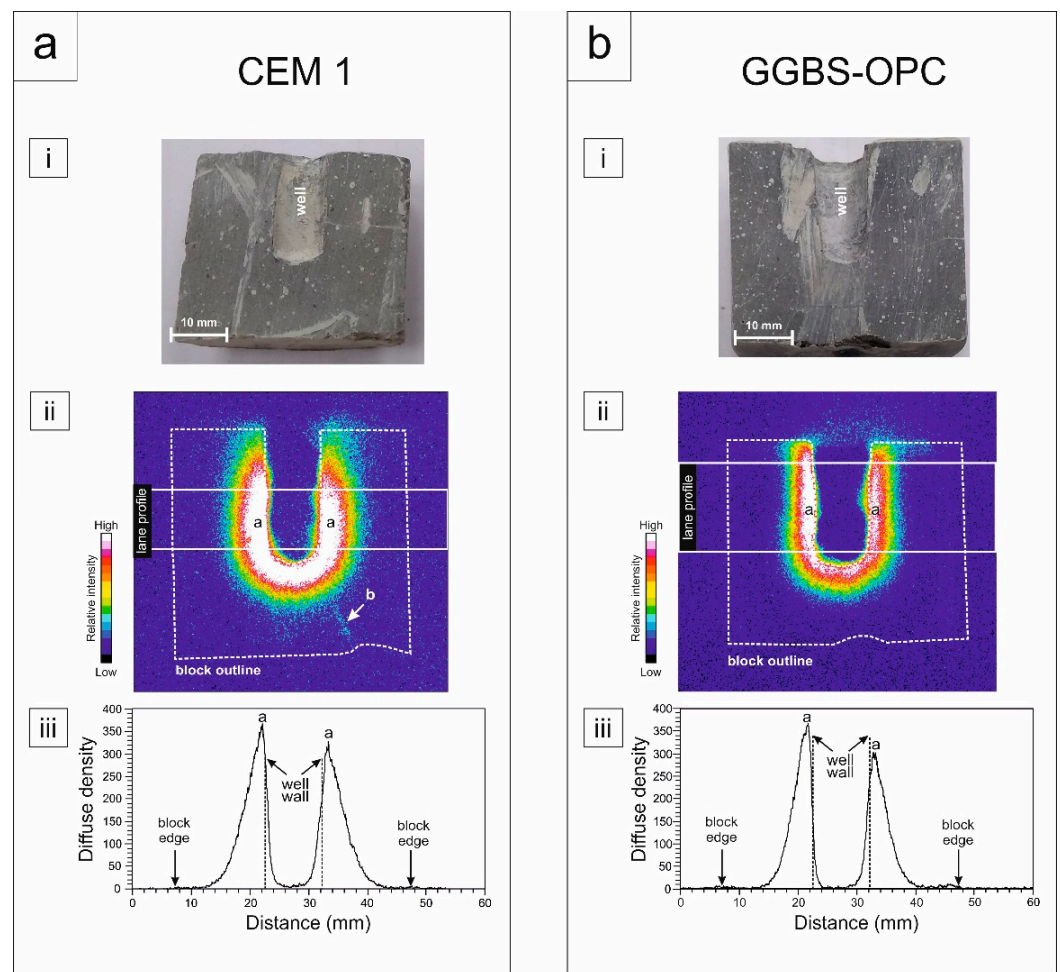 a
CEM 1
i
well
10 mm
ii
lane profile
High
Relative intensity
Low
a
a
b
block outline
iii
400
350
300
250
200
150
100
50
0
Diffuse density
a
a
well
wall
block
edge
block
edge
0 10 20 30 40 50 60
Distance (mm)
b
GGBS-OPC
i
well
10 mm
ii
lane profile
High
Relative intensity
Low
a
a
block outline
iii
400
350
300
250
200
150
100
50
0
Diffuse density
a
a
well
wall
block
edge
block
edge
0 10 20 30 40 50 60
Distance (mm)